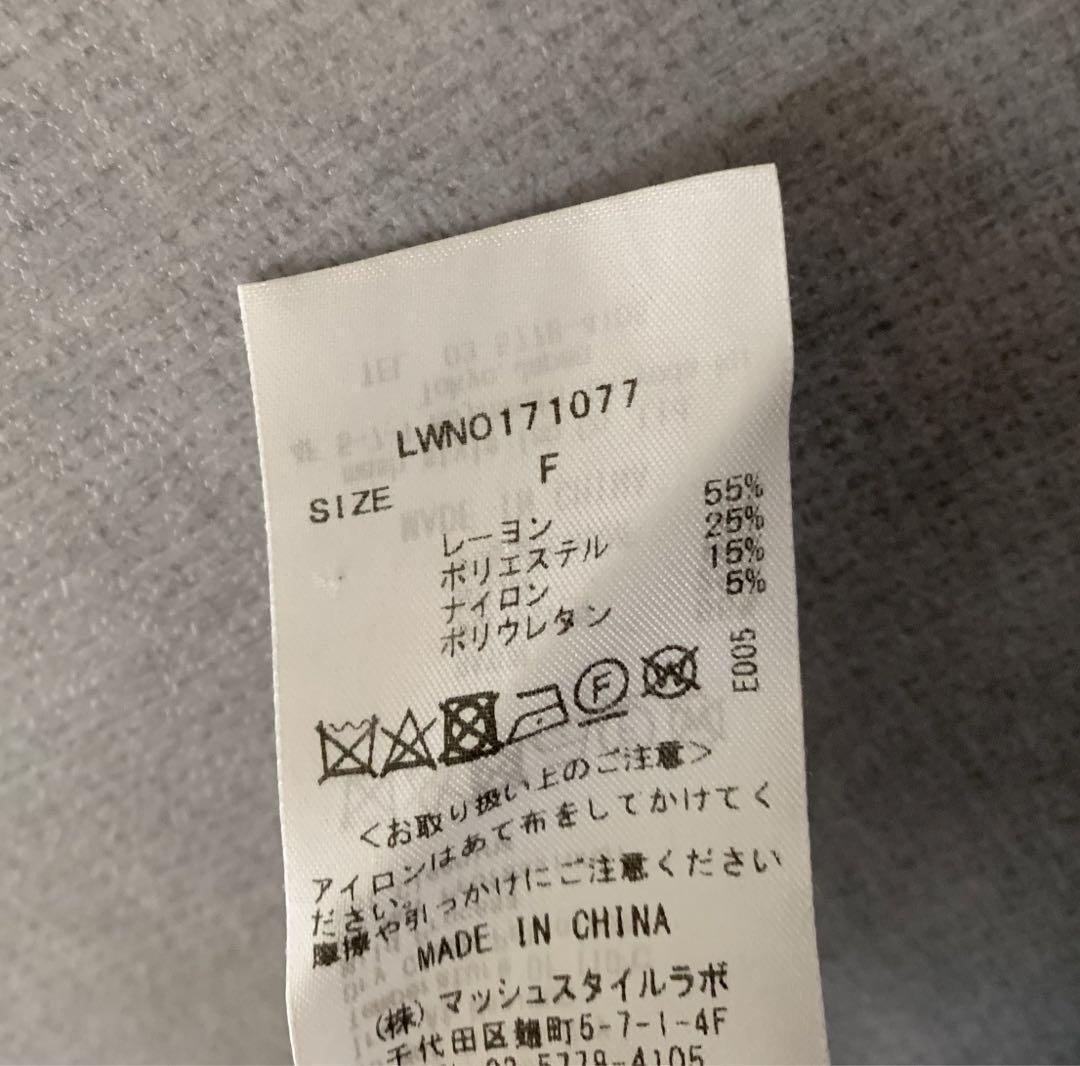 LWNO171077
SIZE F
レーヨン 55%
ポリエステル 25%
ナイロン 15%
ポリウレタン 5%
E005
F
W
<お取り扱い上のご注意>
アイロンはあて布をしてかけてく
ださい。
摩擦や引っかけにご注意ください
MADE IN CHINA
(株)マッシュスタイルラボ
千代田区麹町5-7-1-4F
03 5778-4105